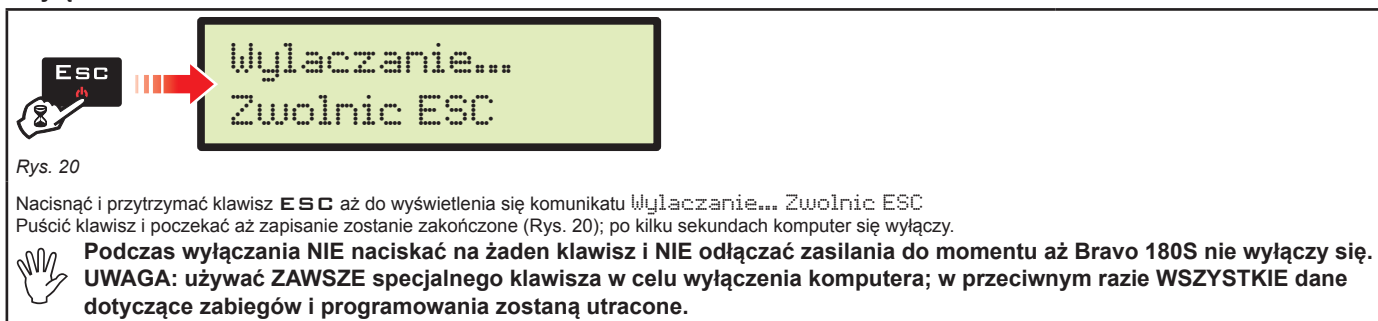 ESC
Wylaczanie...
Zwolnic ESC
Rys. 20
Nacisnąć i przytrzymać klawisz ESC aż do wyświetlenia się komunikatu Wylaczanie... Zwolnic ESC
Puścić klawisz i poczekać aż zapisanie zostanie zakończone (Rys. 20); po kilku sekundach komputer się wyłączy.
Podczas wyłączania NIE naciskać na żaden klawisz i NIE odłączać zasilania do momentu aż Bravo 180S nie wyłączy się.
UWAGA: używać ZAWSZE specjalnego klawisza w celu wyłączenia komputera; w przeciwnym razie WSZYSTKIE dane
dotyczące zabiegów i programowania zostaną utracone.